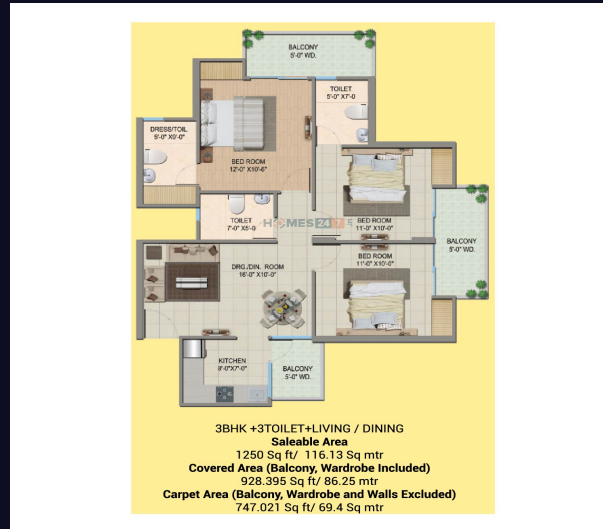 BALCONY
5'-0" WD.
TOILET
5'-0" X7'-0
DRESS/TOIL
5'-0" X9'-0"
BED ROOM
12'-0" X10'-6"
TOILET
7'-0" X5'-0
HOMES247
BED ROOM
11'-0" X10'-0"
BALCONY
5'-0" WD.
BED ROOM
11'-0" X10'-0"
DRG./DIN. ROOM
16'-0" X10'-0"
KITCHEN
8'-0"X7'-0"
BALCONY
5'-0" WD.
3BHK +3TOILET+LIVING / DINING
Saleable Area
1250 Sq ft/ 116.13 Sq mtr
Covered Area (Balcony, Wardrobe Included)
928.395 Sq ft/ 86.25 mtr
Carpet Area (Balcony, Wardrobe and Walls Excluded)
747.021 Sq ft/ 69.4 Sq mtr